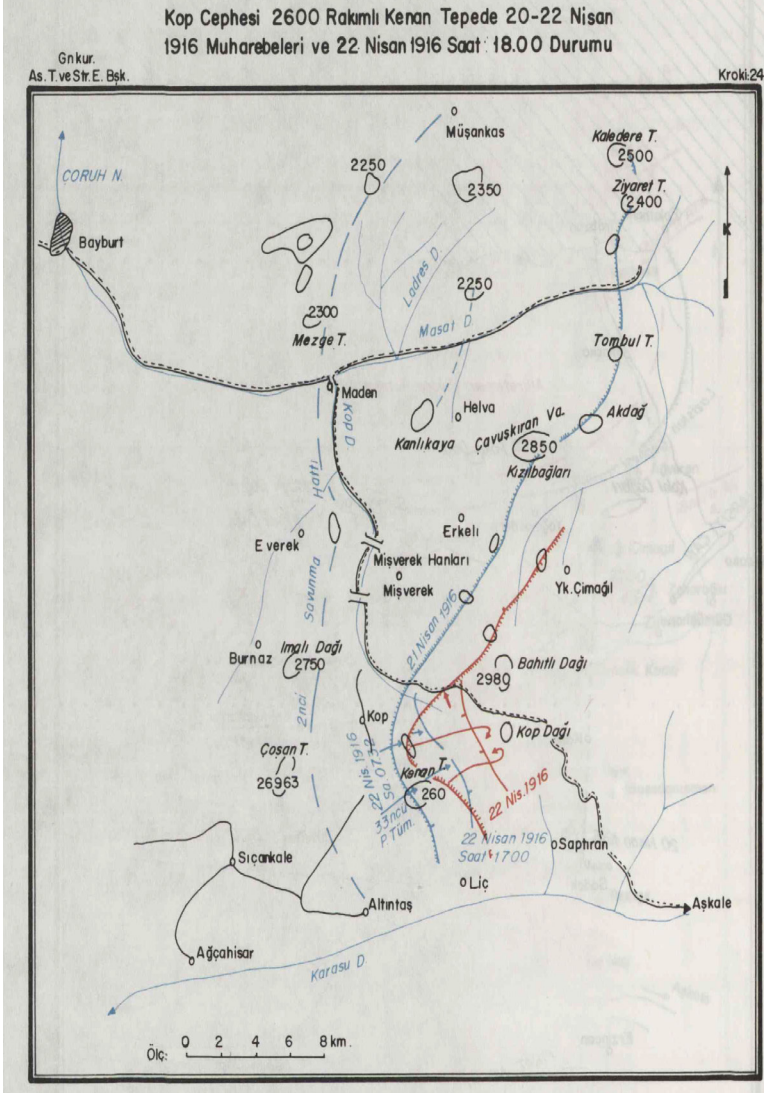 Kop Cephesi 2600 Rakımlı Kenan Tepede 20-22 Nisan
1916 Muharebeleri ve 22 Nisan 1916 Saat 18.00 Durumu
Gnkur.
As. T. ve Str. E. Bşk.
Kroki:24
Müşankas
Kaledere T.
2500
ÇORUH N.
2250
2350
Ziyaret T.
2400
Bayburt
K
Ladres D.
2250
2300
Mezge T.
Masat D.
Tombul T.
Maden
Kop D
Helva
Kanlıkaya
Çavuşkıran Va.
Akdağ
2850
Kızılbağları
Hattı
Everek
Erkeli
Mişverek Hanları
Mişverek
Yk. Çimağıl
Savunma
21 Nisan 1916
Burnaz
Imalı Dağı
2750
Bahıtlı Dağı
2980
2nci
Kop
Kop Dağı
Çoşan T.
26963
22 Nis. 1916
Sa. 0732
33ncü
P. Tüm.
Kenan T.
260
22 Nis. 1916
22 Nisan 1916
Saat 1700
Saptıran
Sıçankale
Liç
Altıntaş
Aşkale
Ağçahisar
Karasu D.
Ölç:
0 2 4 6 8 km.